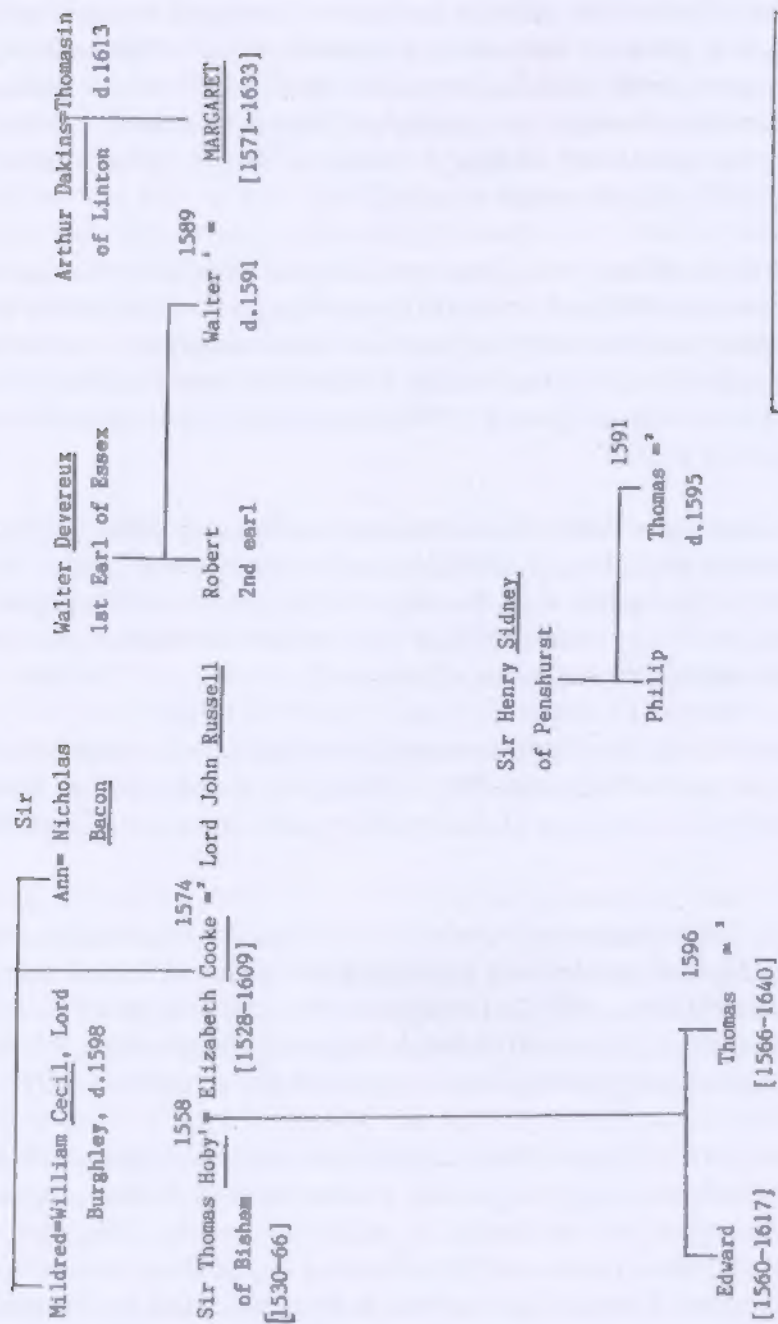 Sir
Mildred=William Cecil, Lord Ann= Nicholas
Burghley, d.1598 Bacon
Walter Devereux
1st Earl of Essex
Arthur Dakins=Thomasin
of Linton d.1613
1558 1574
Sir Thomas Hoby¹= Elizabeth Cooke =² Lord John Russell
of Bisham [1528-1609]
[1530-66]
1589
Robert Walter ¹ = MARGARET
2nd earl d.1591 [1571-1633]
Sir Henry Sidney
of Penshurst
1591
Philip Thomas =²
d.1595
1596
Edward Thomas = ³
[1560-1617] [1566-1640]